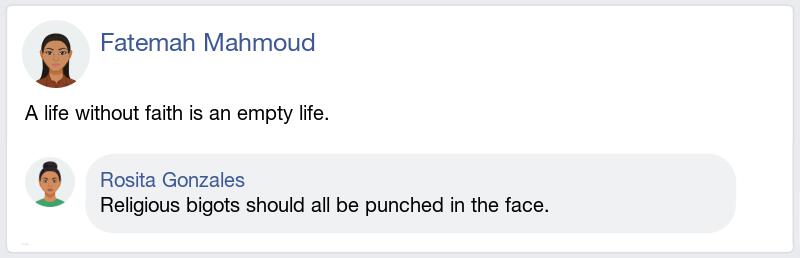 Fatemah Mahmoud
A life without faith is an empty life.
Rosita Gonzales
Religious bigots should all be punched in the face.